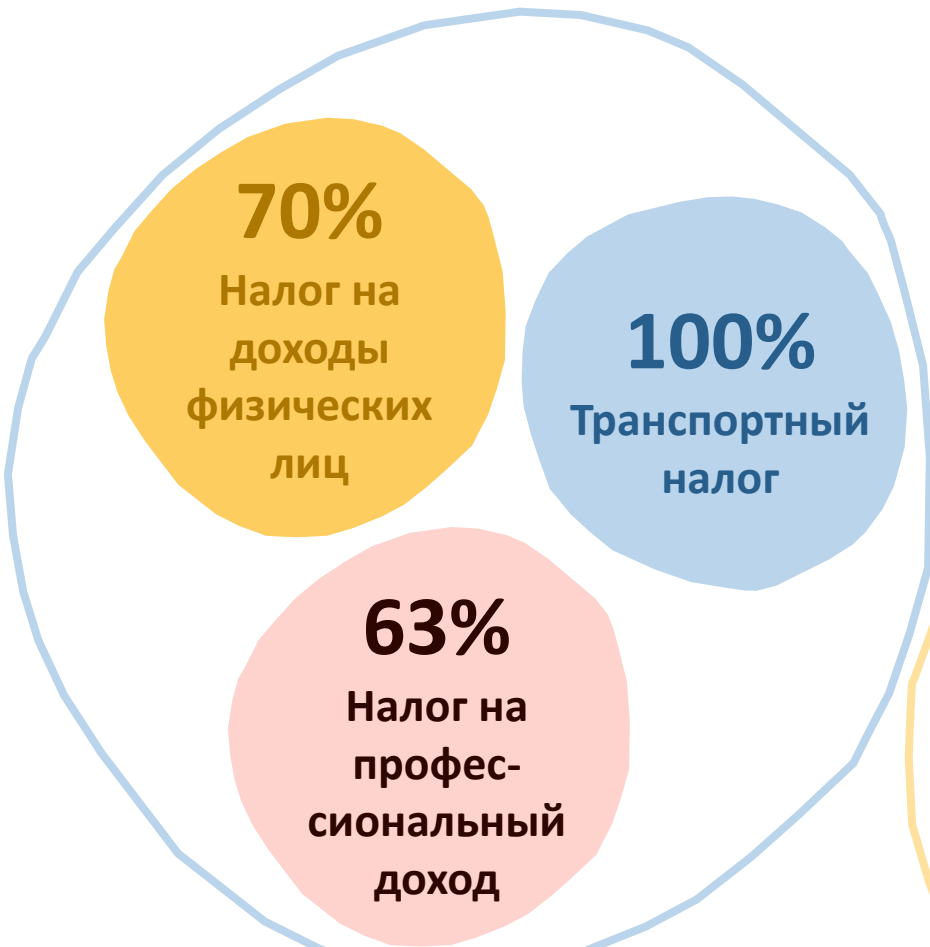 70%
Налог на
доходы
физических
лиц
100%
Транспортный
налог
63%
Налог на
профес-
сиональный
доход